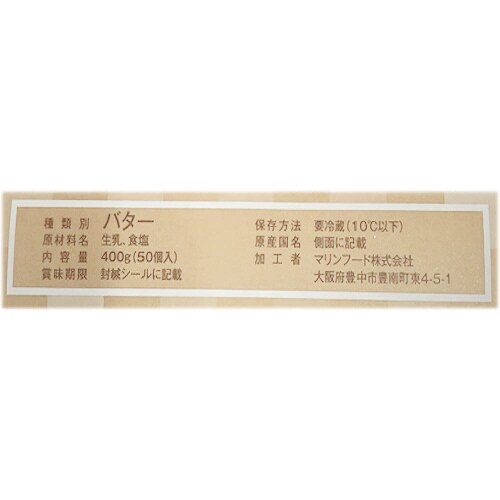 種類別 バター
原材料名 生乳、食塩
内容量 400g(50個入)
賞味期限 封緘シールに記載
保存方法 要冷蔵(10℃以下)
原産国名 側面に記載
加工者 マリンフード株式会社
大阪府豊中市豊南町東4-5-1